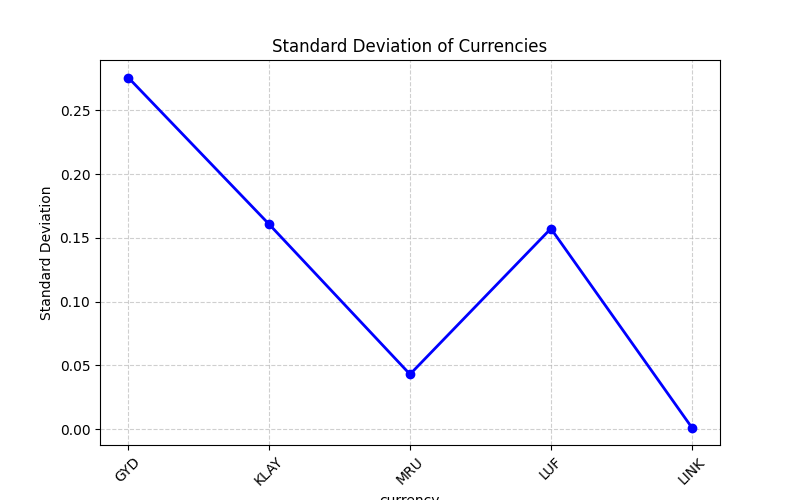 Standard Deviation of Currencies
Standard Deviation
0.25
0.20
0.15
0.10
0.05
0.00
GYD
KLAY
MRU
LUF
LINK
currency